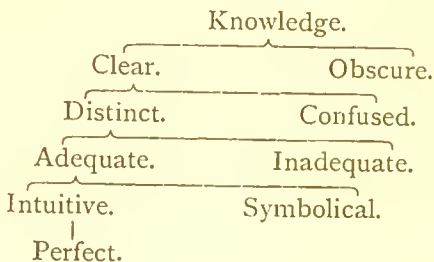 Knowledge.
Clear. Obscure.
Distinct. Confused.
Adequate. Inadequate.
Intuitive. Symbolical.
Perfect.